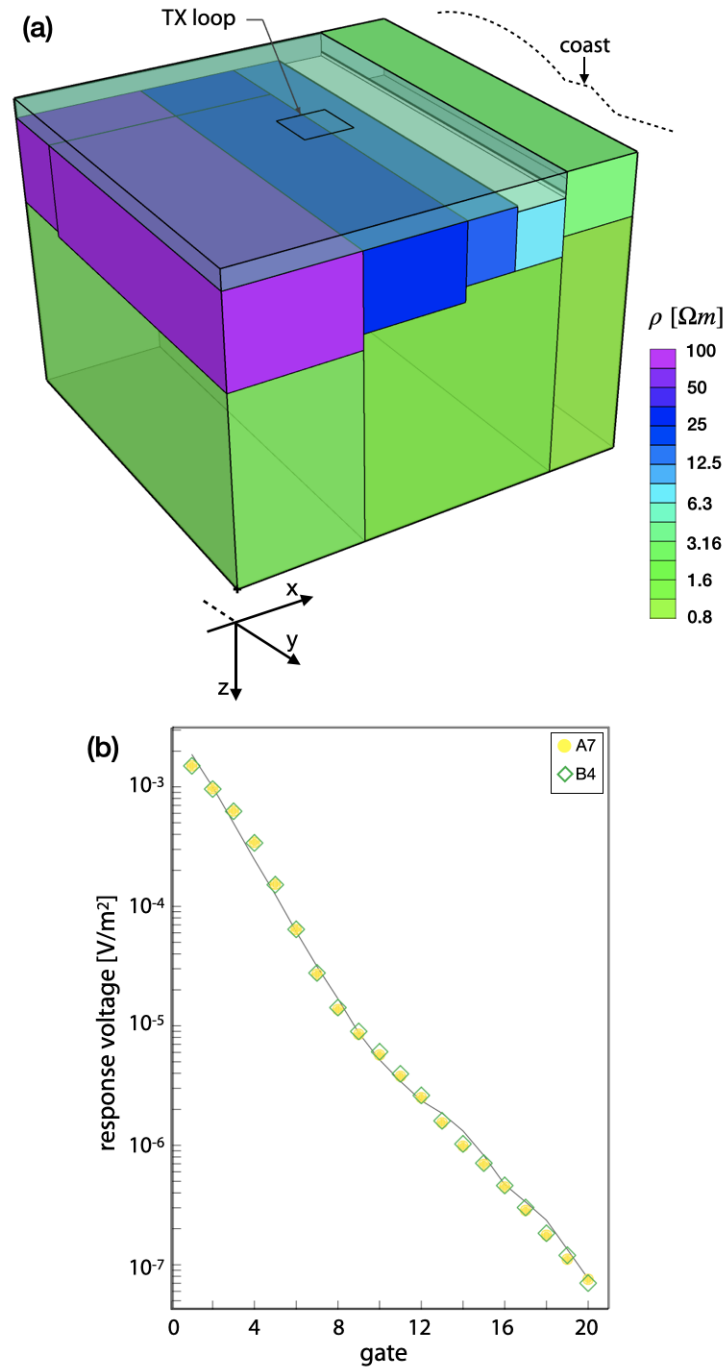 (a)
TX loop
coast
ρ [Ωm]
100
50
25
12.5
6.3
3.16
1.6
0.8
x
y
z
(b)
A7
B4
10⁻³
10⁻⁴
10⁻⁵
10⁻⁶
10⁻⁷
response voltage [V/m²]
0 4 8 12 16 20
gate